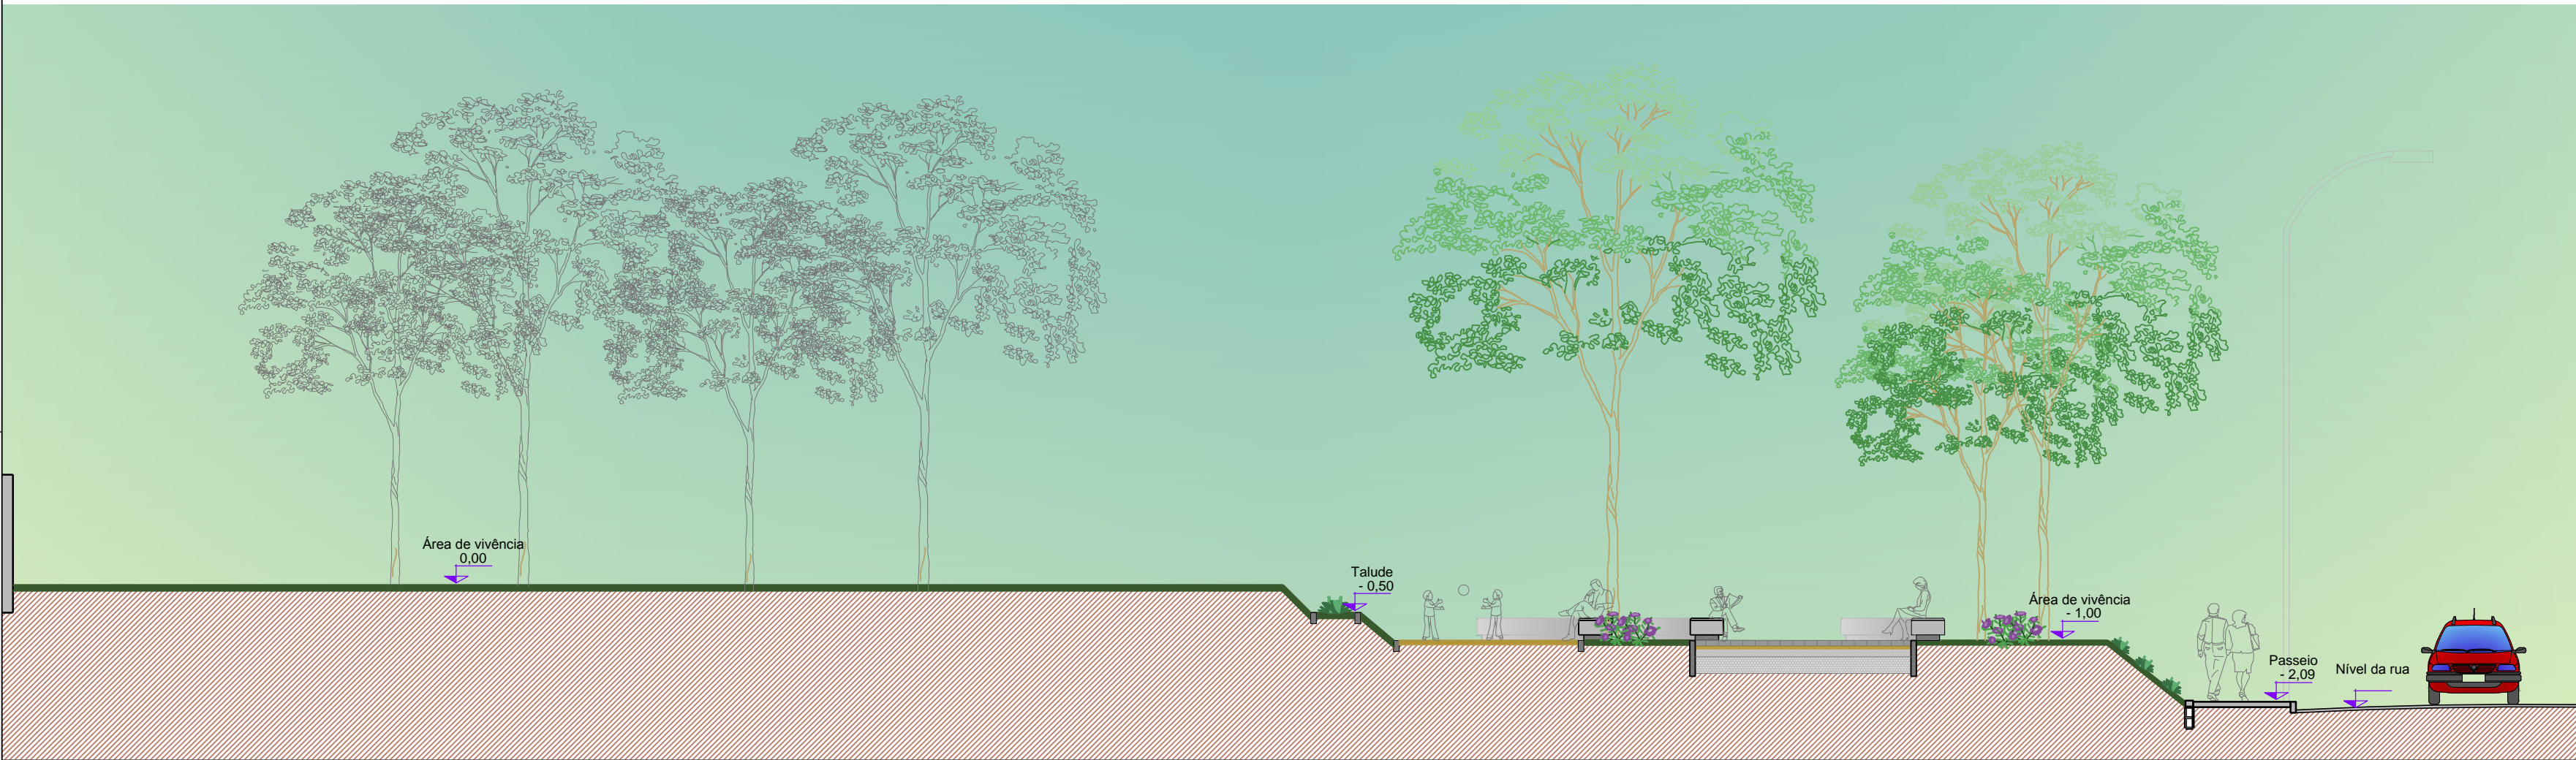 Área de vivência
0,00
Talude
- 0,50
Área de vivência
- 1,00
Passeio
- 2,09
Nível da rua